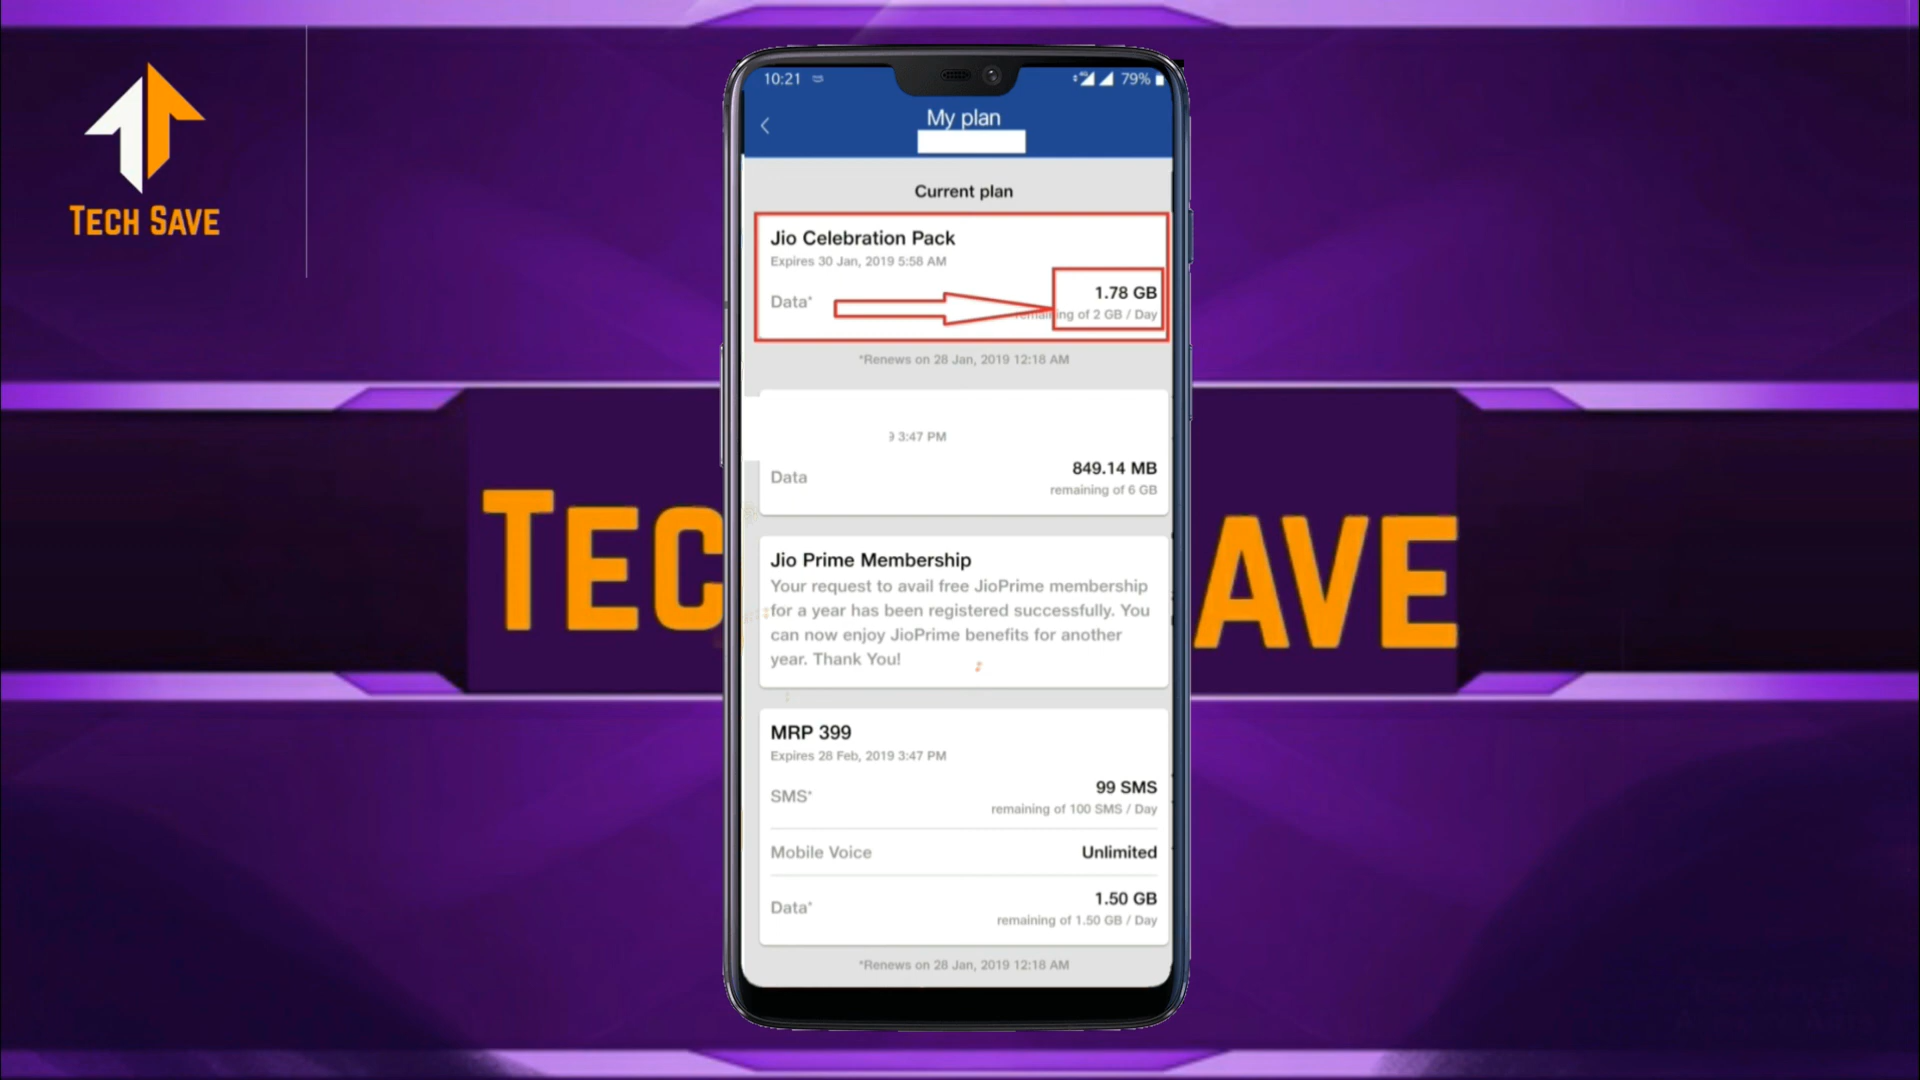 TECH SAVE
10:21
4G
79%
My plan
Current plan
Jio Celebration Pack
Expires 30 Jan, 2019 5:58 AM
Data*
1.78 GB
remaining of 2 GB / Day
*Renews on 28 Jan, 2019 12:18 AM
9 3:47 PM
Data
849.14 MB
remaining of 6 GB
TEC
AVE
Jio Prime Membership
Your request to avail free JioPrime membership
for a year has been registered successfully. You
can now enjoy JioPrime benefits for another
year. Thank You!
MRP 399
Expires 28 Feb, 2019 3:47 PM
SMS*
99 SMS
remaining of 100 SMS / Day
Mobile Voice
Unlimited
Data*
1.50 GB
remaining of 1.50 GB / Day
*Renews on 28 Jan, 2019 12:18 AM